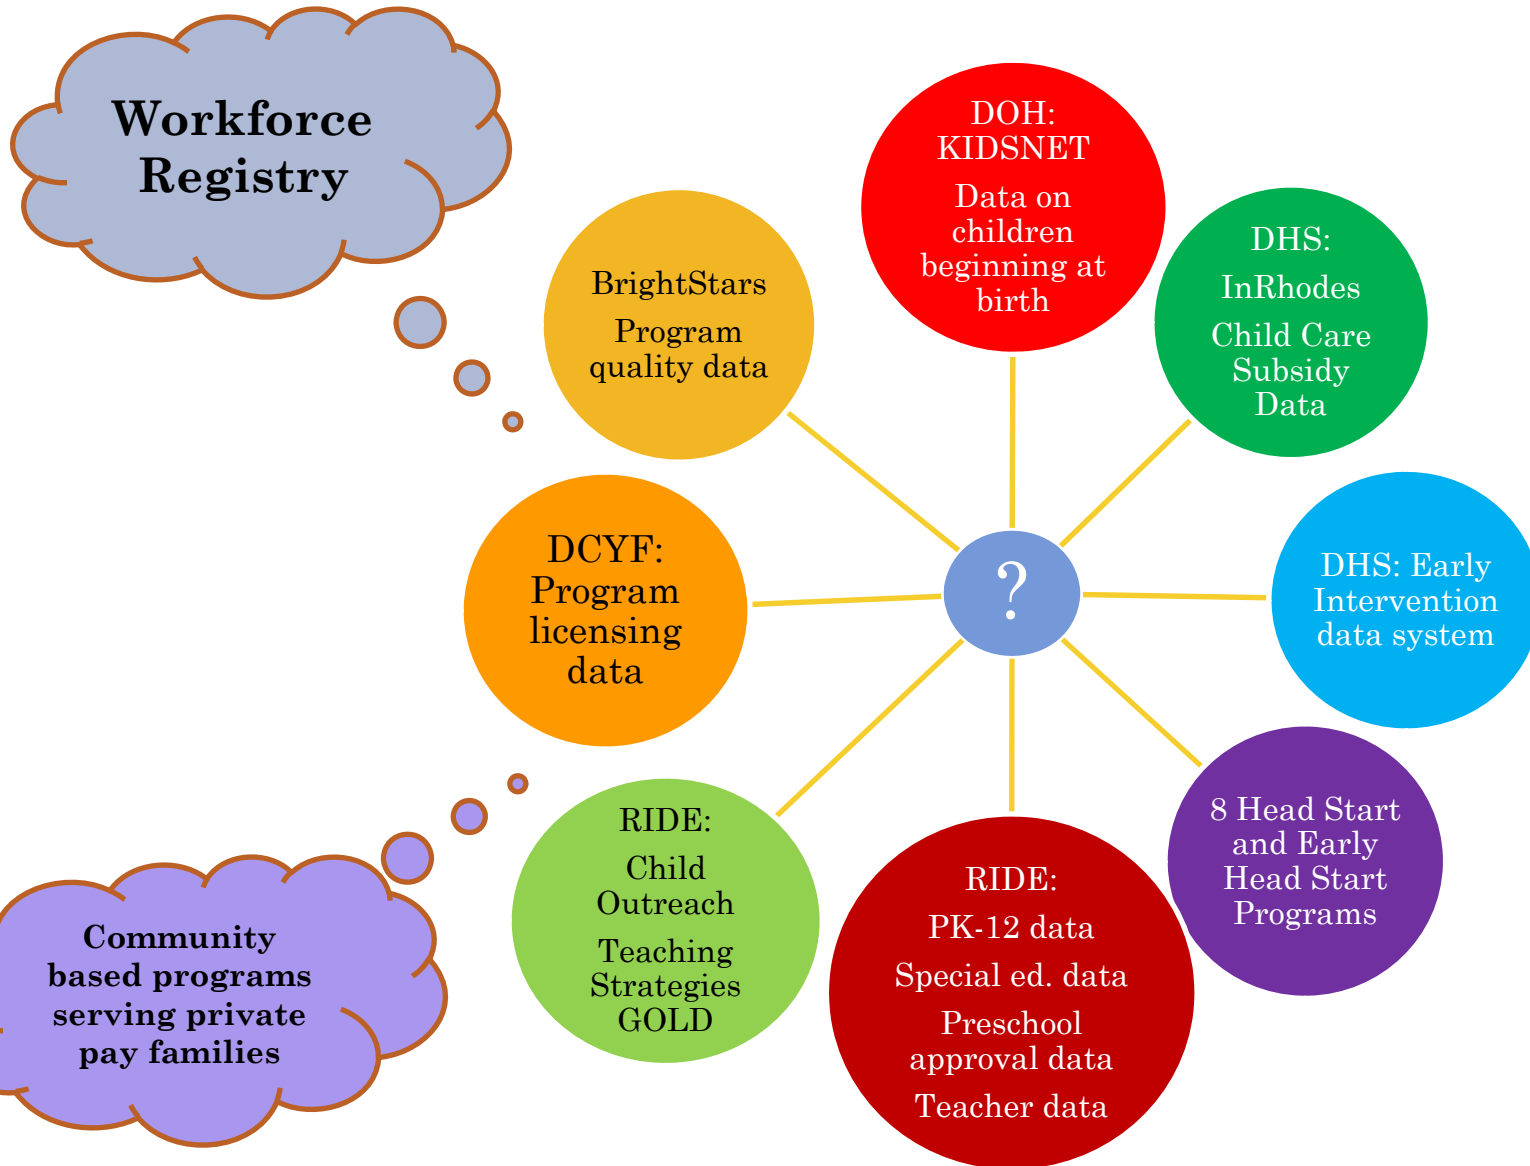 Workforce
Registry
DOH:
KIDSNET
Data on
children
beginning at
birth
DHS:
InRhodes
Child Care
Subsidy
Data
BrightStars
Program
quality data
DCYF:
Program
licensing
data
?
DHS: Early
Intervention
data system
8 Head Start
and Early
Head Start
Programs
RIDE:
Child
Outreach
Teaching
Strategies
GOLD
RIDE:
PK-12 data
Special ed. data
Preschool
approval data
Teacher data
Community
based programs
serving private
pay families